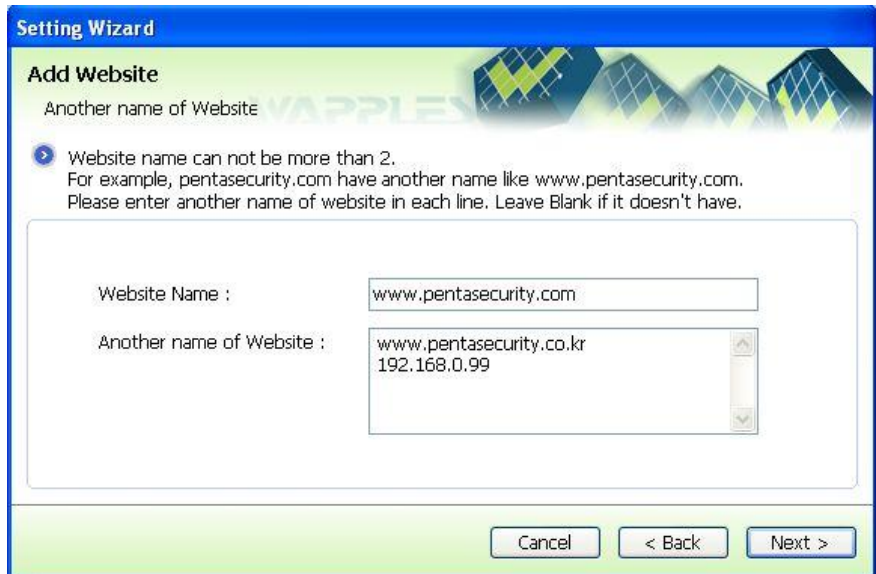 Setting Wizard
Add Website
Another name of Website
WAPPLES
Website name can not be more than 2.
For example, pentasecurity.com have another name like www.pentasecurity.com.
Please enter another name of website in each line. Leave Blank if it doesn't have.
Website Name :
www.pentasecurity.com
Another name of Website :
www.pentasecurity.co.kr
192.168.0.99
Cancel
< Back
Next >